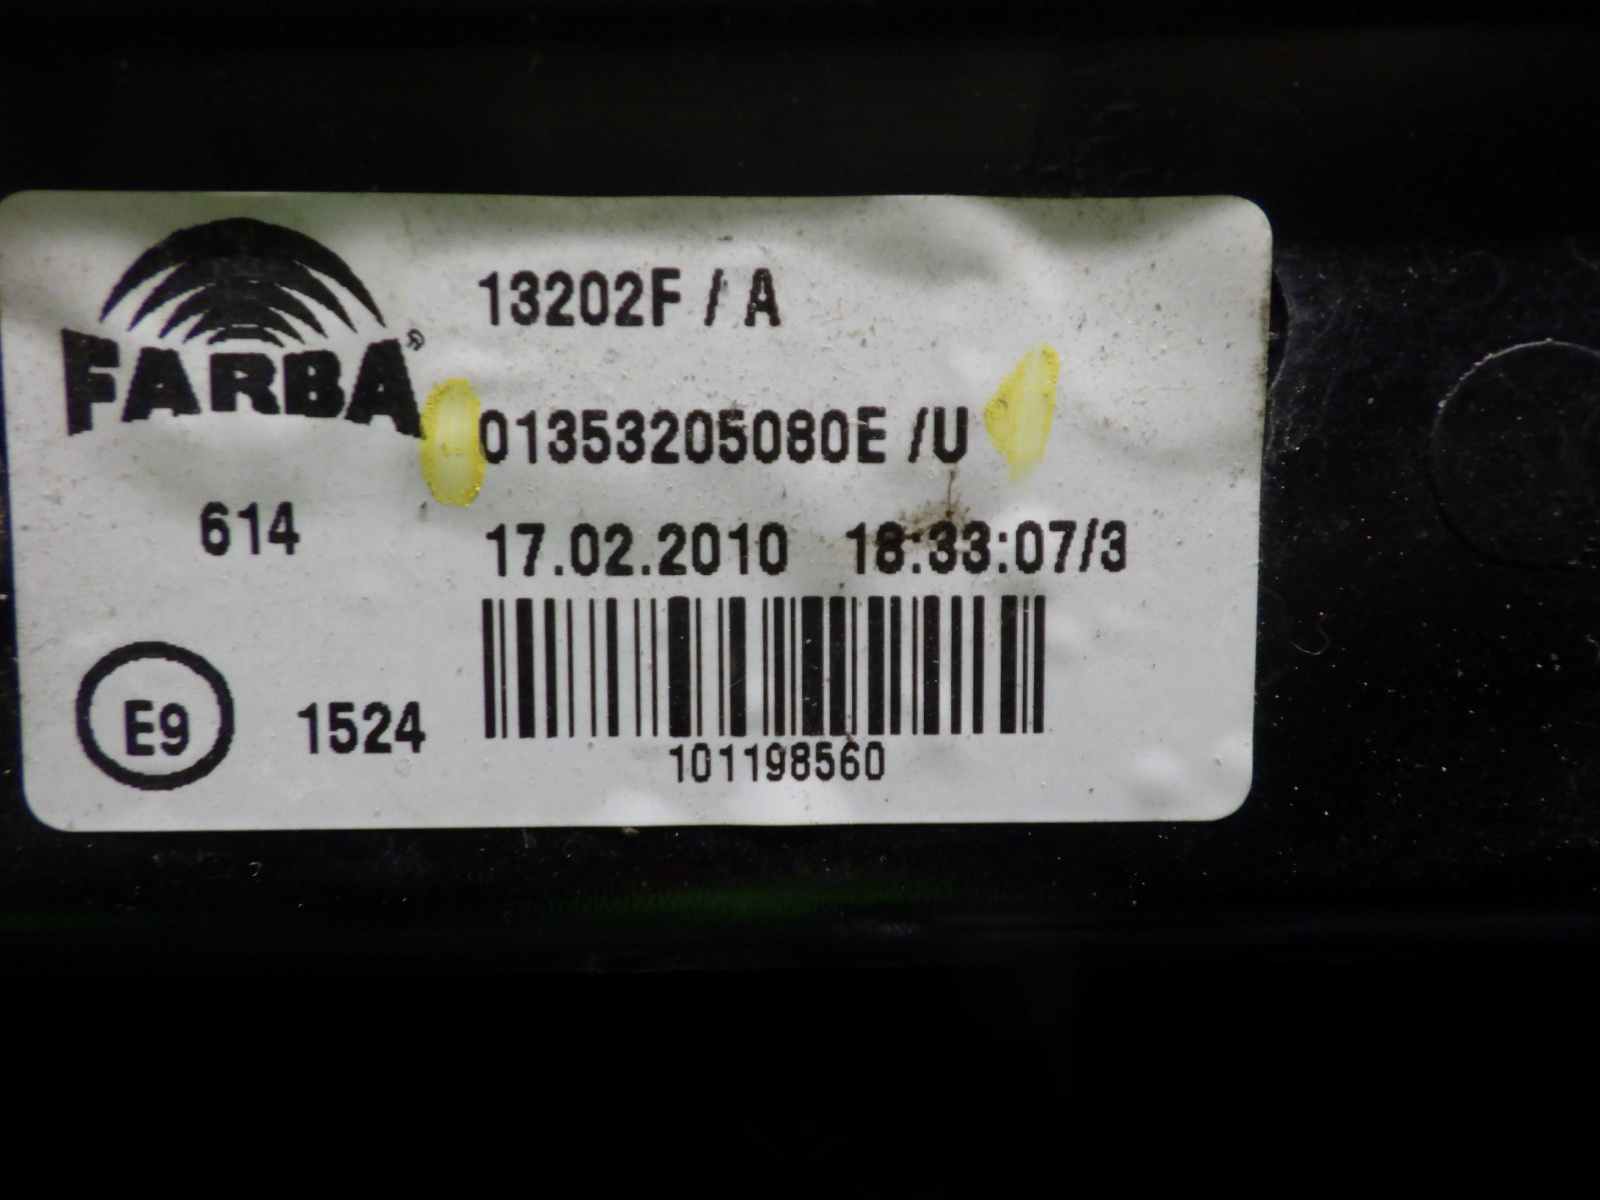 FARBA®
13202F / A
01353205080E /U
614
17.02.2010 18:33:07/3
E9
1524
101198560